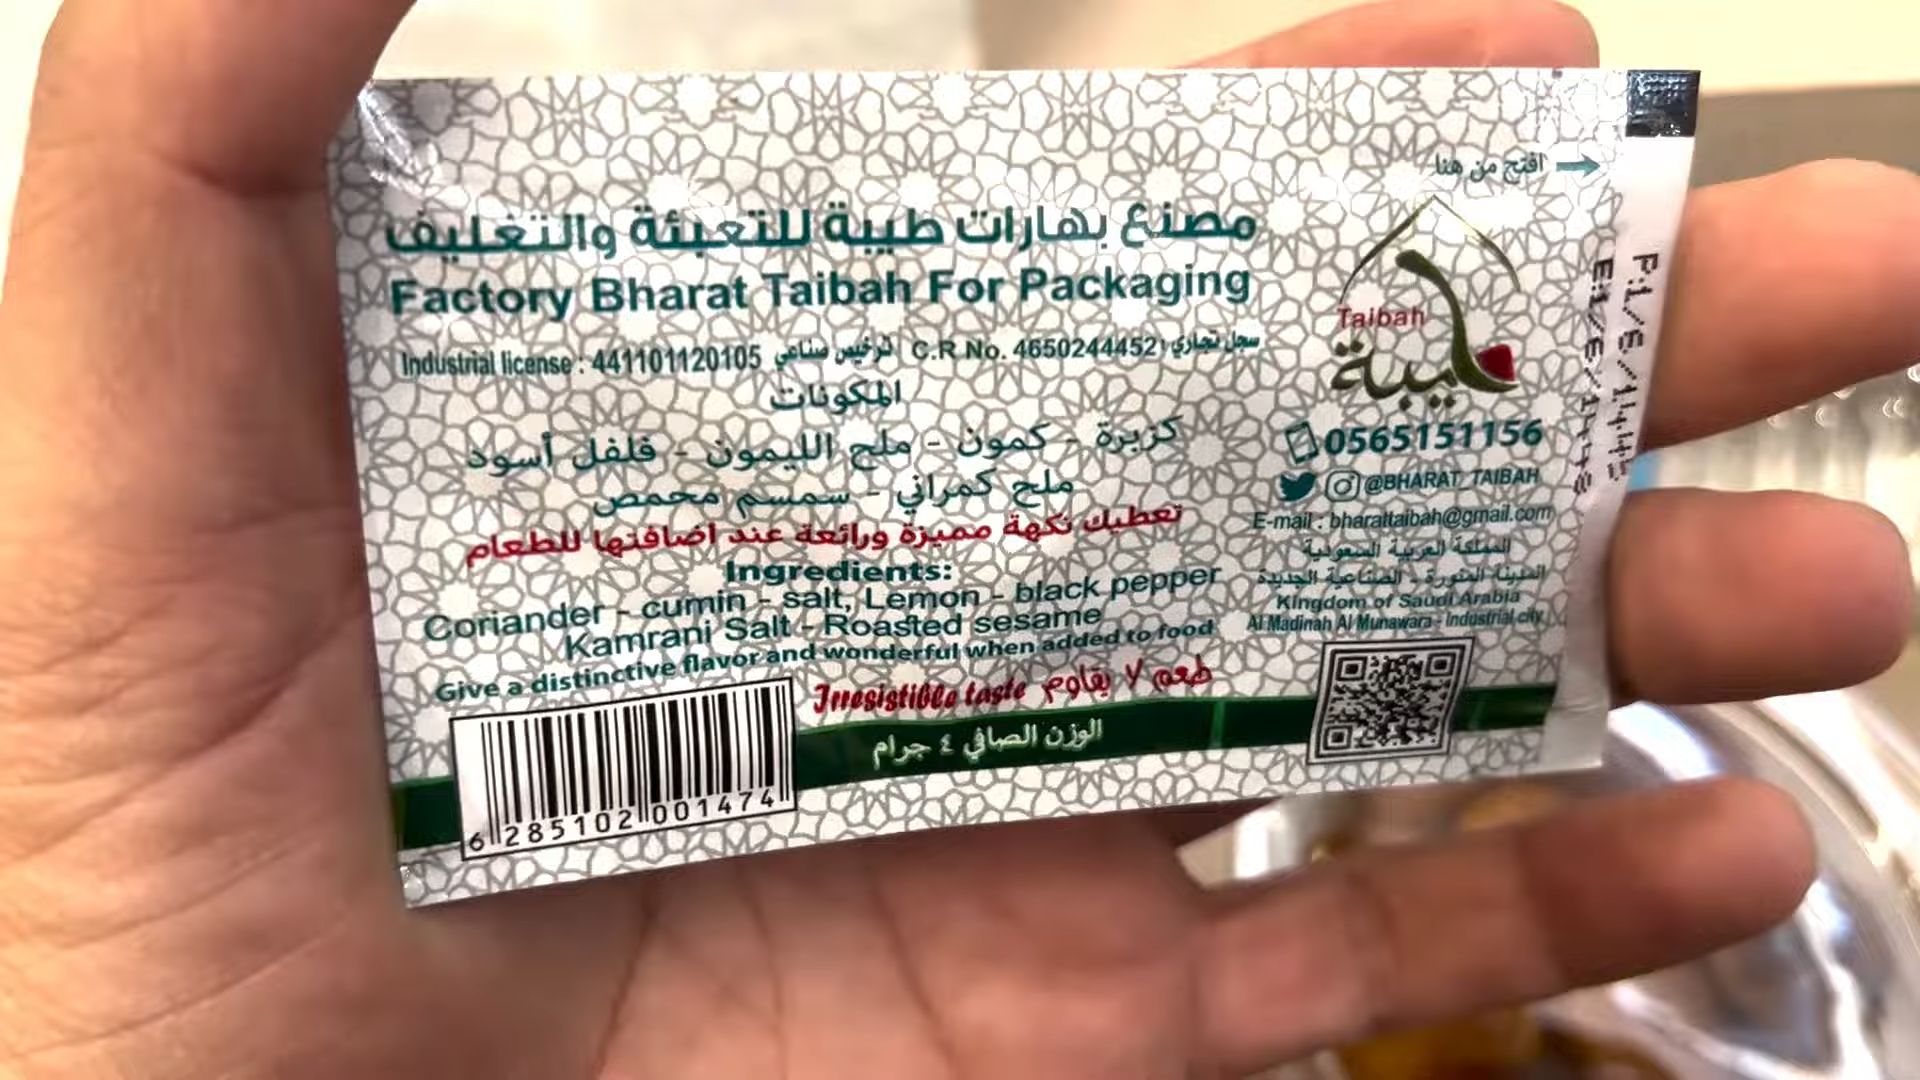 افتح من هنا
مصنع بهارات طيبة للتعبئة والتغليف
Factory Bharat Taibah For Packaging
Industrial license : 441101120105 ترخيص صناعي C.R No. 4650244452 سجل تجاري
المكونات
كزبرة - كمون - ملح الليمون - فلفل أسود
ملح كمراني - سمسم محمص
تعطيك نكهة مميزة ورائعة عند اضافتها للطعام
Ingredients:
Coriander - cumin - salt, Lemon - black pepper
Kamrani Salt - Roasted sesame
Give a distinctive flavor and wonderful when added to food
Irresistible taste طعم لا يقاوم
الوزن الصافي ٤ جرام
6 285102 001474
Taibah
طيبة
0565151156
@BHARAT_TAIBAH
E-mail : bharattaibah@gmail.com
المملكة العربية السعودية
المدينة المنورة - الصناعية الجديدة
Kingdom of Saudi Arabia
Al Madinah Al Munawara - Industrial city